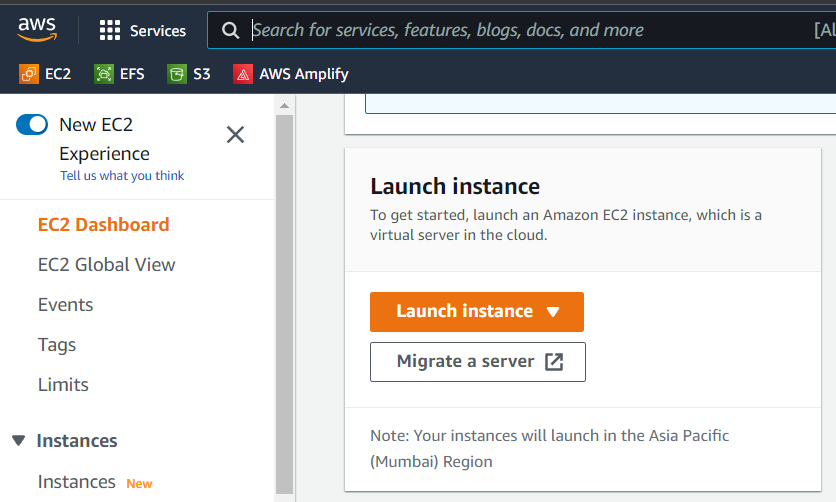 aws
Services
Search for services, features, blogs, docs, and more
[Al
EC2
EFS
S3
AWS Amplify
New EC2
Experience
Tell us what you think
EC2 Dashboard
EC2 Global View
Events
Tags
Limits
Instances
Instances New
Launch instance
To get started, launch an Amazon EC2 instance, which is a
virtual server in the cloud.
Launch instance
Migrate a server
Note: Your instances will launch in the Asia Pacific
(Mumbai) Region